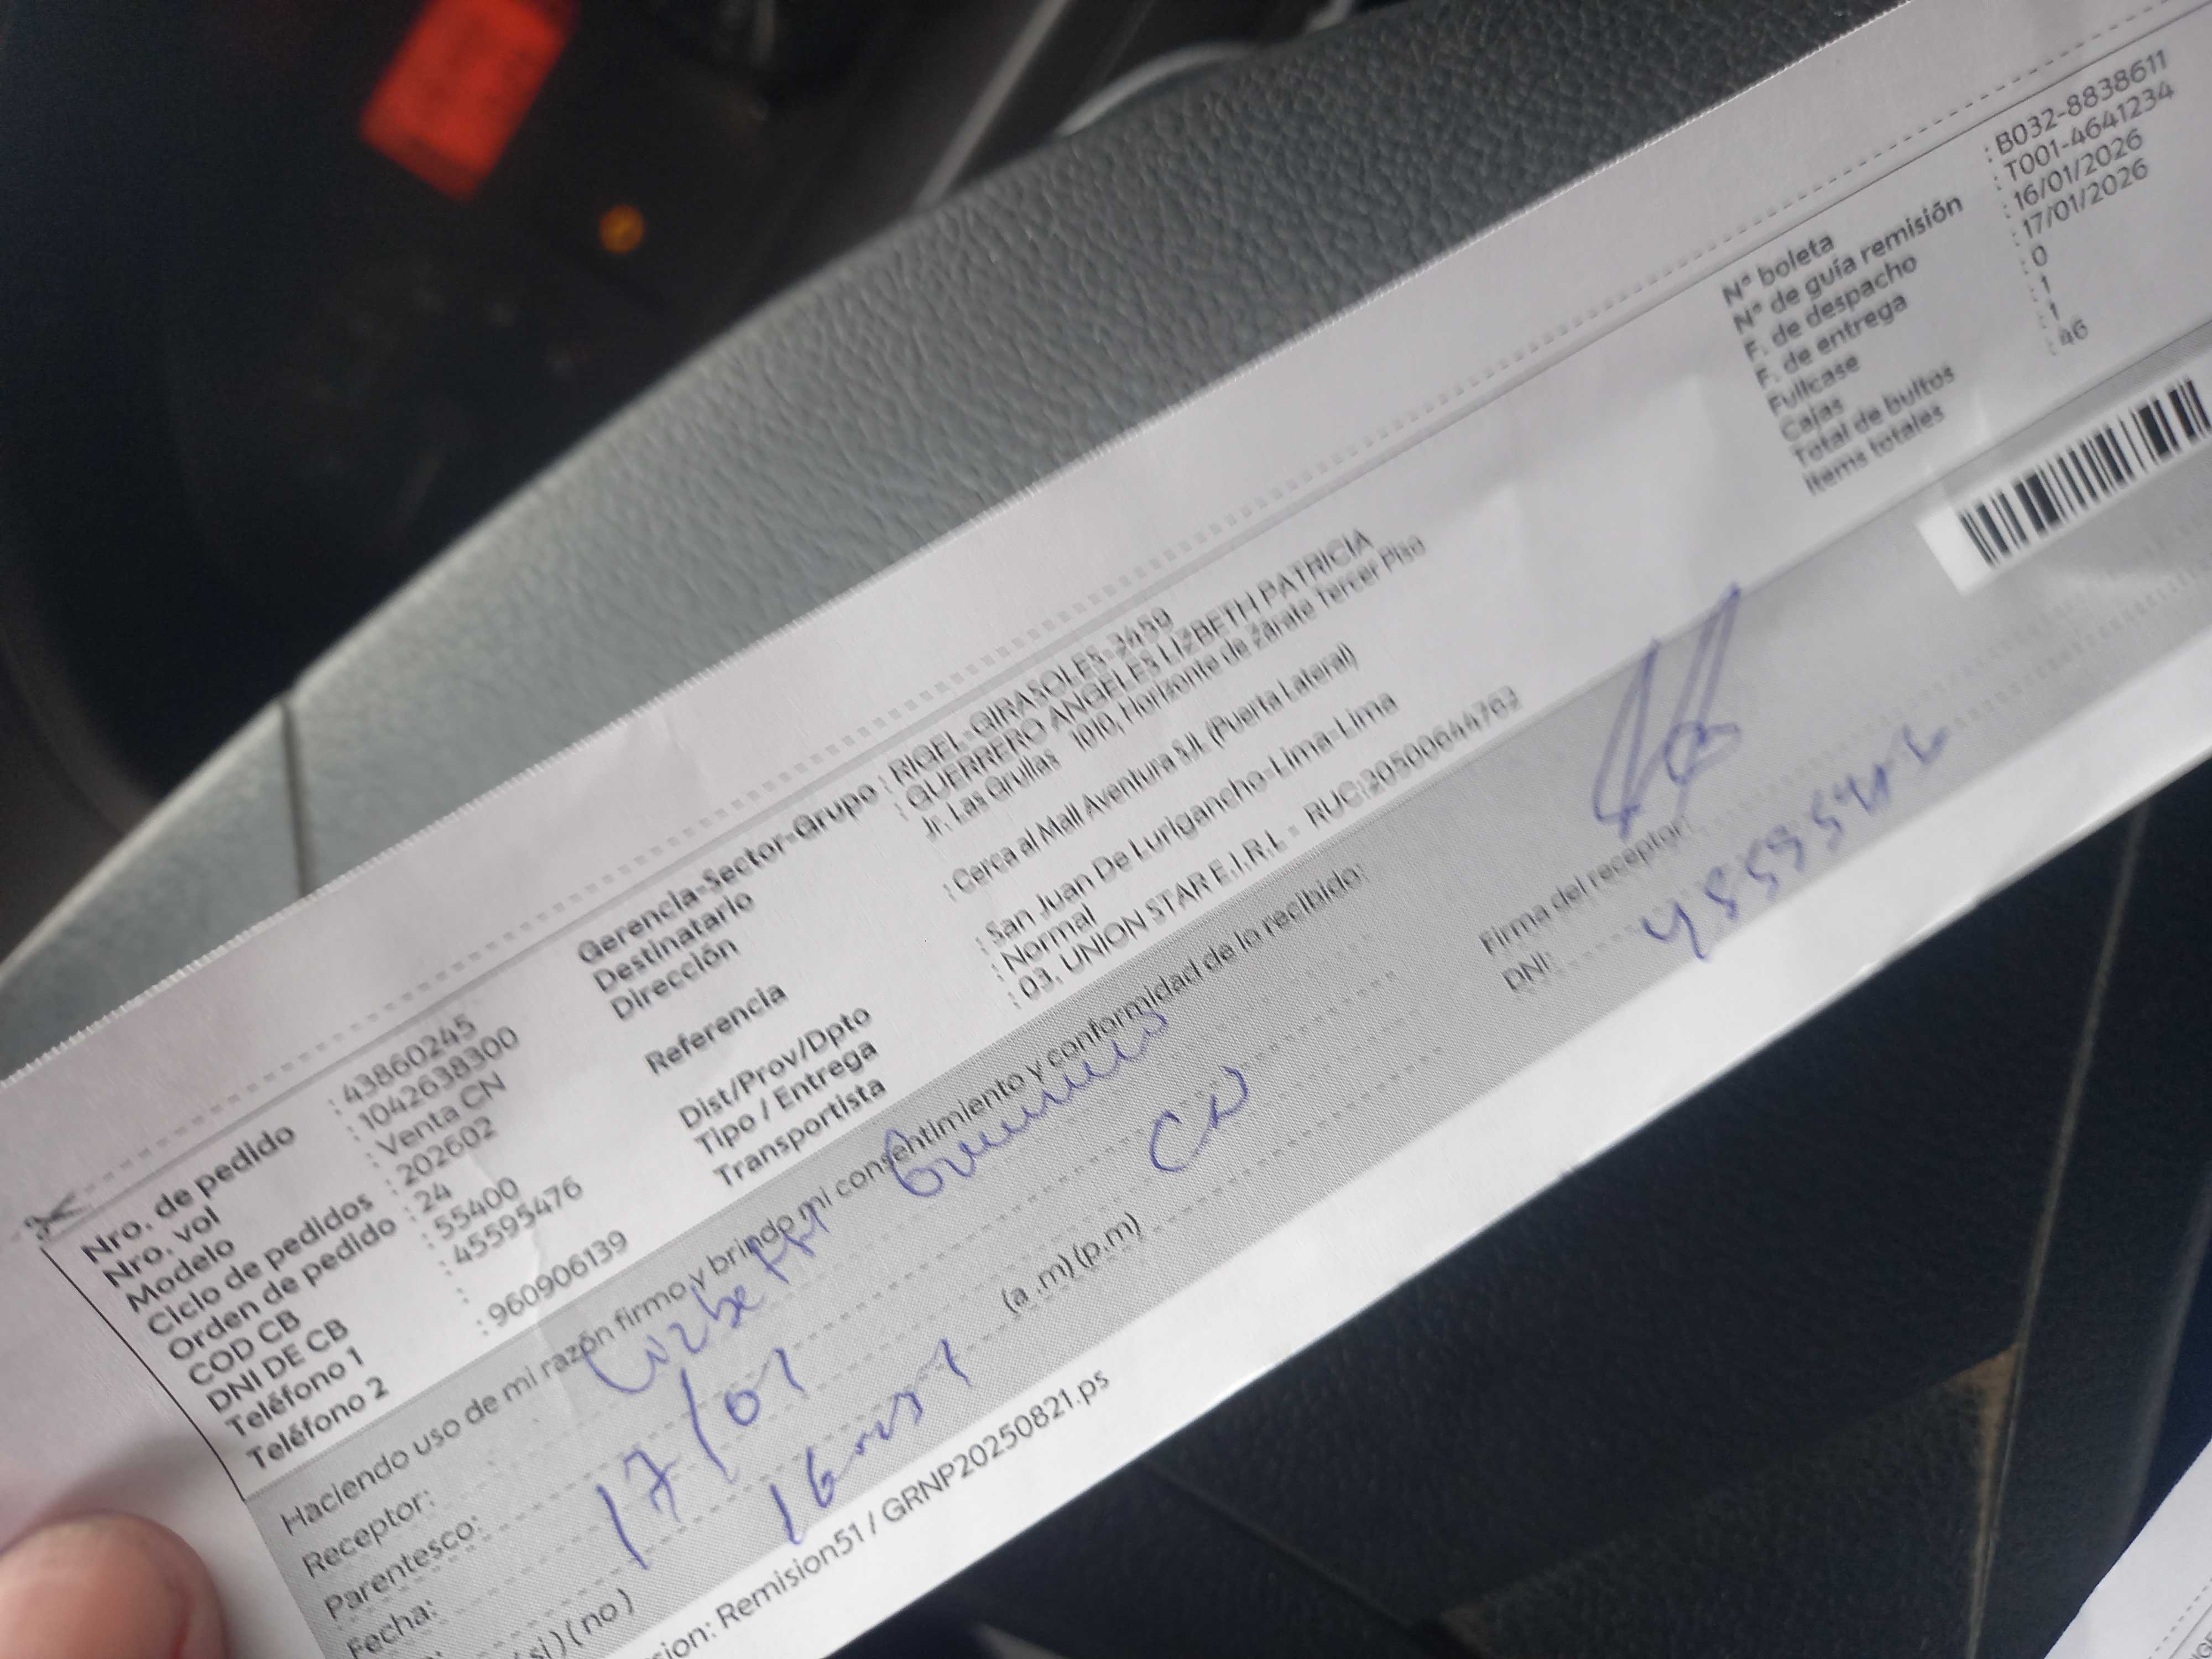 Nro. de pedido : 43860245
Nro. vol : 1042638300
Modelo : Venta CN
Ciclo de pedidos : 202602
Orden de pedido : 24
COD CB : 55400
DNI DE CB : 45595476
Teléfono 1 :
Teléfono 2 : 960906139
Gerencia-Sector-Grupo : RIGEL-GIRASOLES-3459
Destinatario : GUERRERO ANGELES LIZBETH PATRICIA
Dirección : Jr. Las Grullas 1010, Horizonte de Zárate Tercer Piso
Referencia : Cerca al Mall Aventura SJL (Puerta Lateral)
Dist/Prov/Dpto : San Juan De Lurigancho-Lima-Lima
Tipo / Entrega : Normal
Transportista : 03, UNION STAR E.I.R.L - RUC:20500644762
N° boleta : B032-8838611
N° de guía remisión : T001-4641234
F. de despacho : 16/01/2026
F. de entrega : 17/01/2026
Fullcase : 0
Cajas : 1
Total de bultos : 1
Items totales : 46
Haciendo uso de mi razón firmo y brindo mi consentimiento y conformidad de lo recibido:
Receptor:
Parentesco: CN
Fecha: 17/01
(si) (no) (a .m) (p.m)
Firma del receptor:
DNI:
sion: Remision51 / GRNP20250821.ps